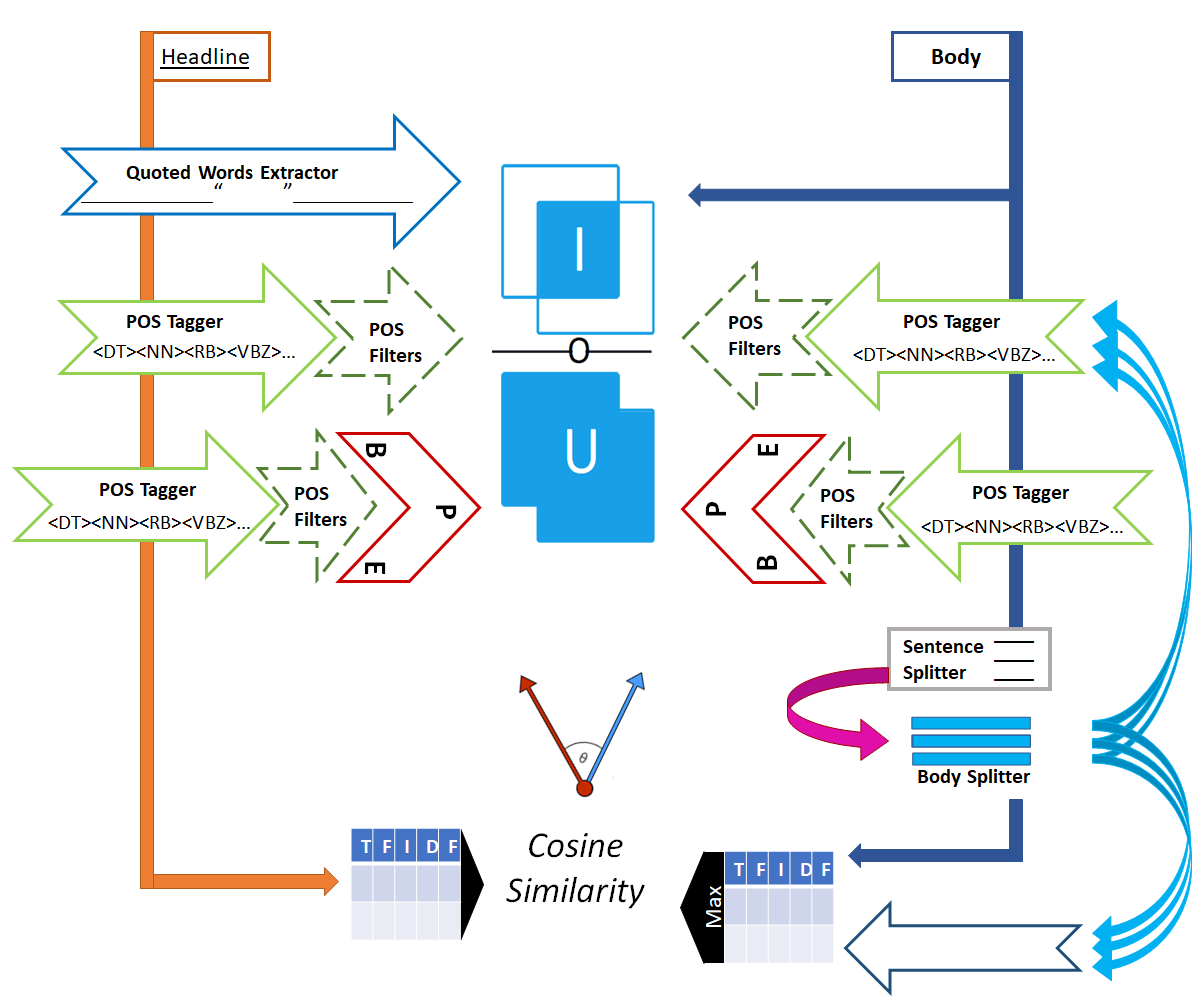 Headline
Body
Quoted Words Extractor
“ ”
I
O
U
POS Tagger
<DT><NN><RB><VBZ>...
POS
Filters
POS
Filters
POS Tagger
<DT><NN><RB><VBZ>...
POS Tagger
<DT><NN><RB><VBZ>...
POS
Filters
B
P
E
E
P
B
POS
Filters
POS Tagger
<DT><NN><RB><VBZ>...
Sentence
Splitter
Body Splitter
θ
Cosine
Similarity
T F I D F
Max
T F I D F